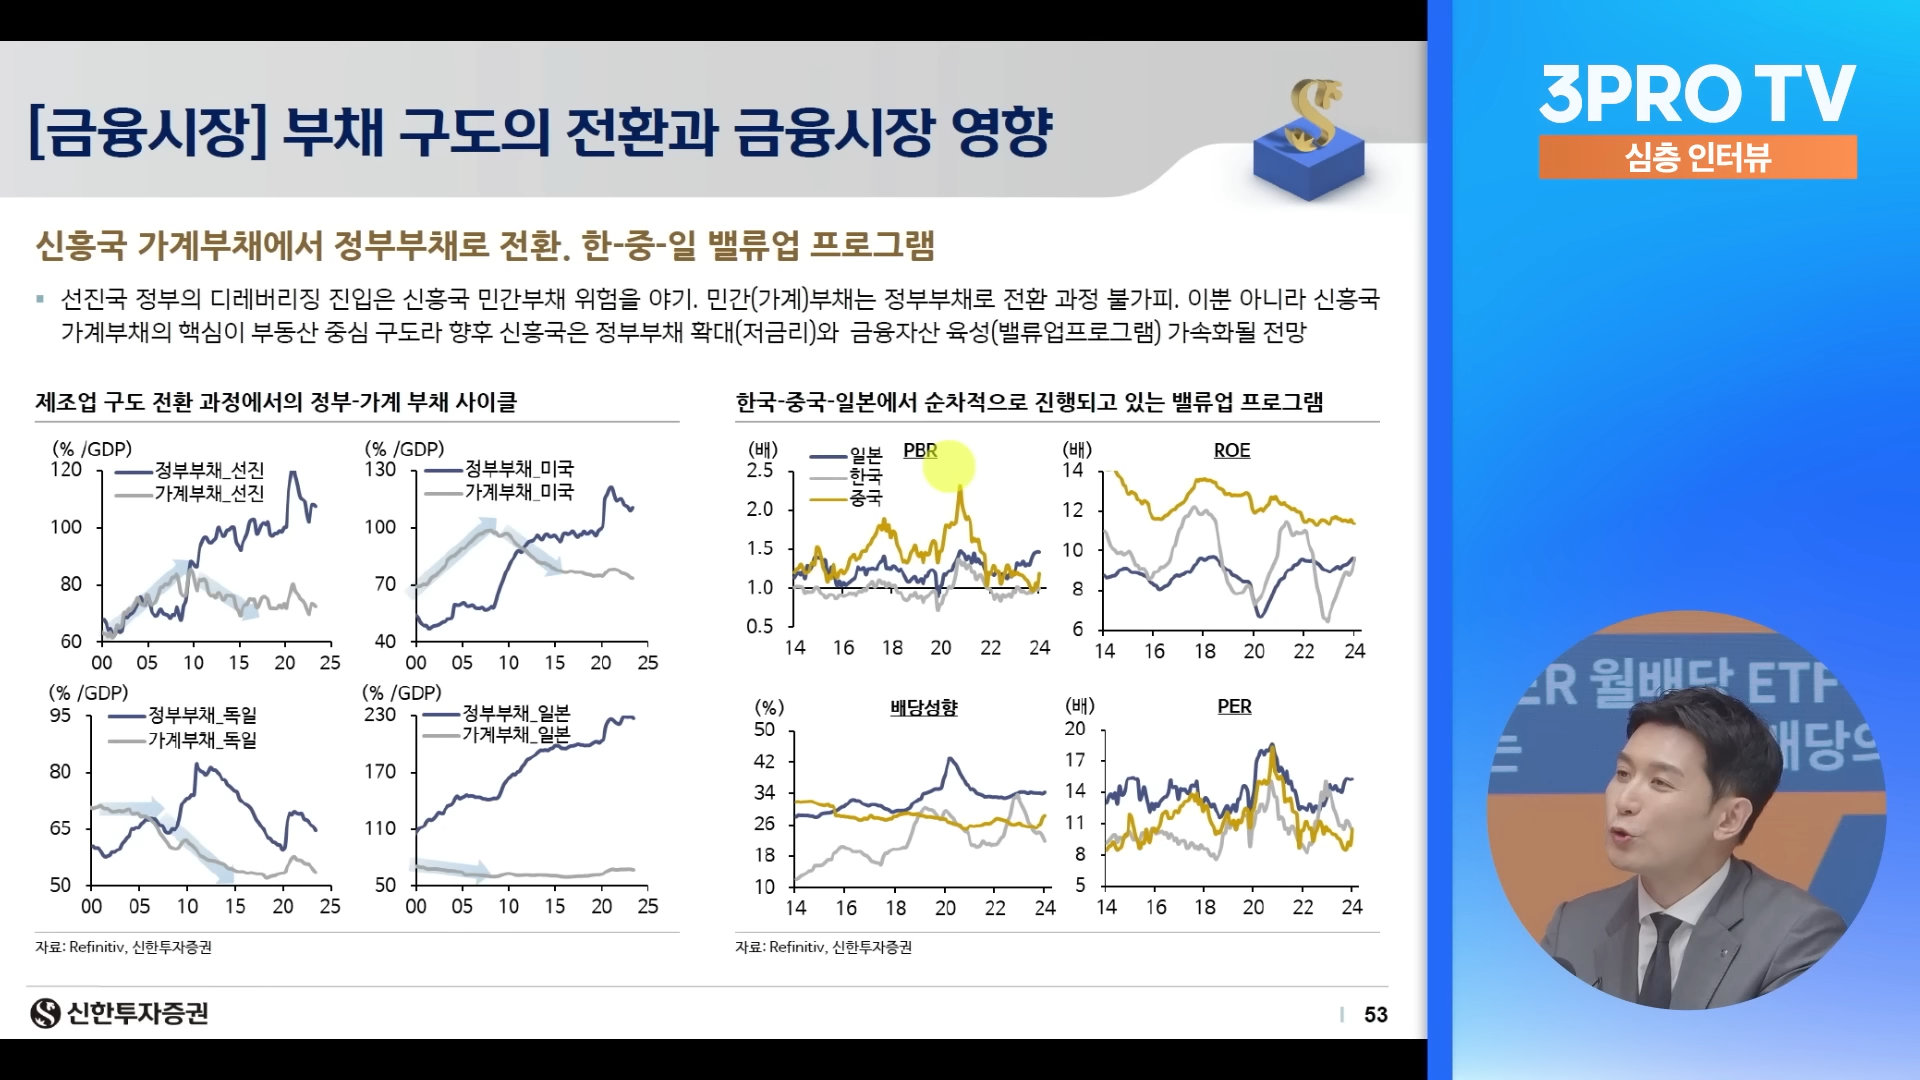 [금융시장] 부채 구도의 전환과 금융시장 영향
3PRO TV
심층 인터뷰
신흥국 가계부채에서 정부부채로 전환. 한-중-일 밸류업 프로그램
▪ 선진국 정부의 디레버리징 진입은 신흥국 민간부채 위험을 야기. 민간(가계)부채는 정부부채로 전환 과정 불가피. 이뿐 아니라 신흥국
가계부채의 핵심이 부동산 중심 구도라 향후 신흥국은 정부부채 확대(저금리)와 금융자산 육성(밸류업프로그램) 가속화될 전망
제조업 구도 전환 과정에서의 정부-가계 부채 사이클
(% /GDP)
정부부채_선진
가계부채_선진
120
100
80
60
00 05 10 15 20 25
(% /GDP)
정부부채_미국
가계부채_미국
130
100
70
40
00 05 10 15 20 25
(% /GDP)
정부부채_독일
가계부채_독일
95
80
65
50
00 05 10 15 20 25
(% /GDP)
정부부채_일본
가계부채_일본
230
170
110
50
00 05 10 15 20 25
자료: Refinitiv, 신한투자증권
한국-중국-일본에서 순차적으로 진행되고 있는 밸류업 프로그램
(배)
PBR
일본
한국
중국
2.5
2.0
1.5
1.0
0.5
14 16 18 20 22 24
(배)
ROE
14
12
10
8
6
14 16 18 20 22 24
(%)
배당성향
50
42
34
26
18
10
14 16 18 20 22 24
(배)
PER
20
17
14
11
8
5
14 16 18 20 22 24
자료: Refinitiv, 신한투자증권
신한투자증권
53
ER 월배당 ETF